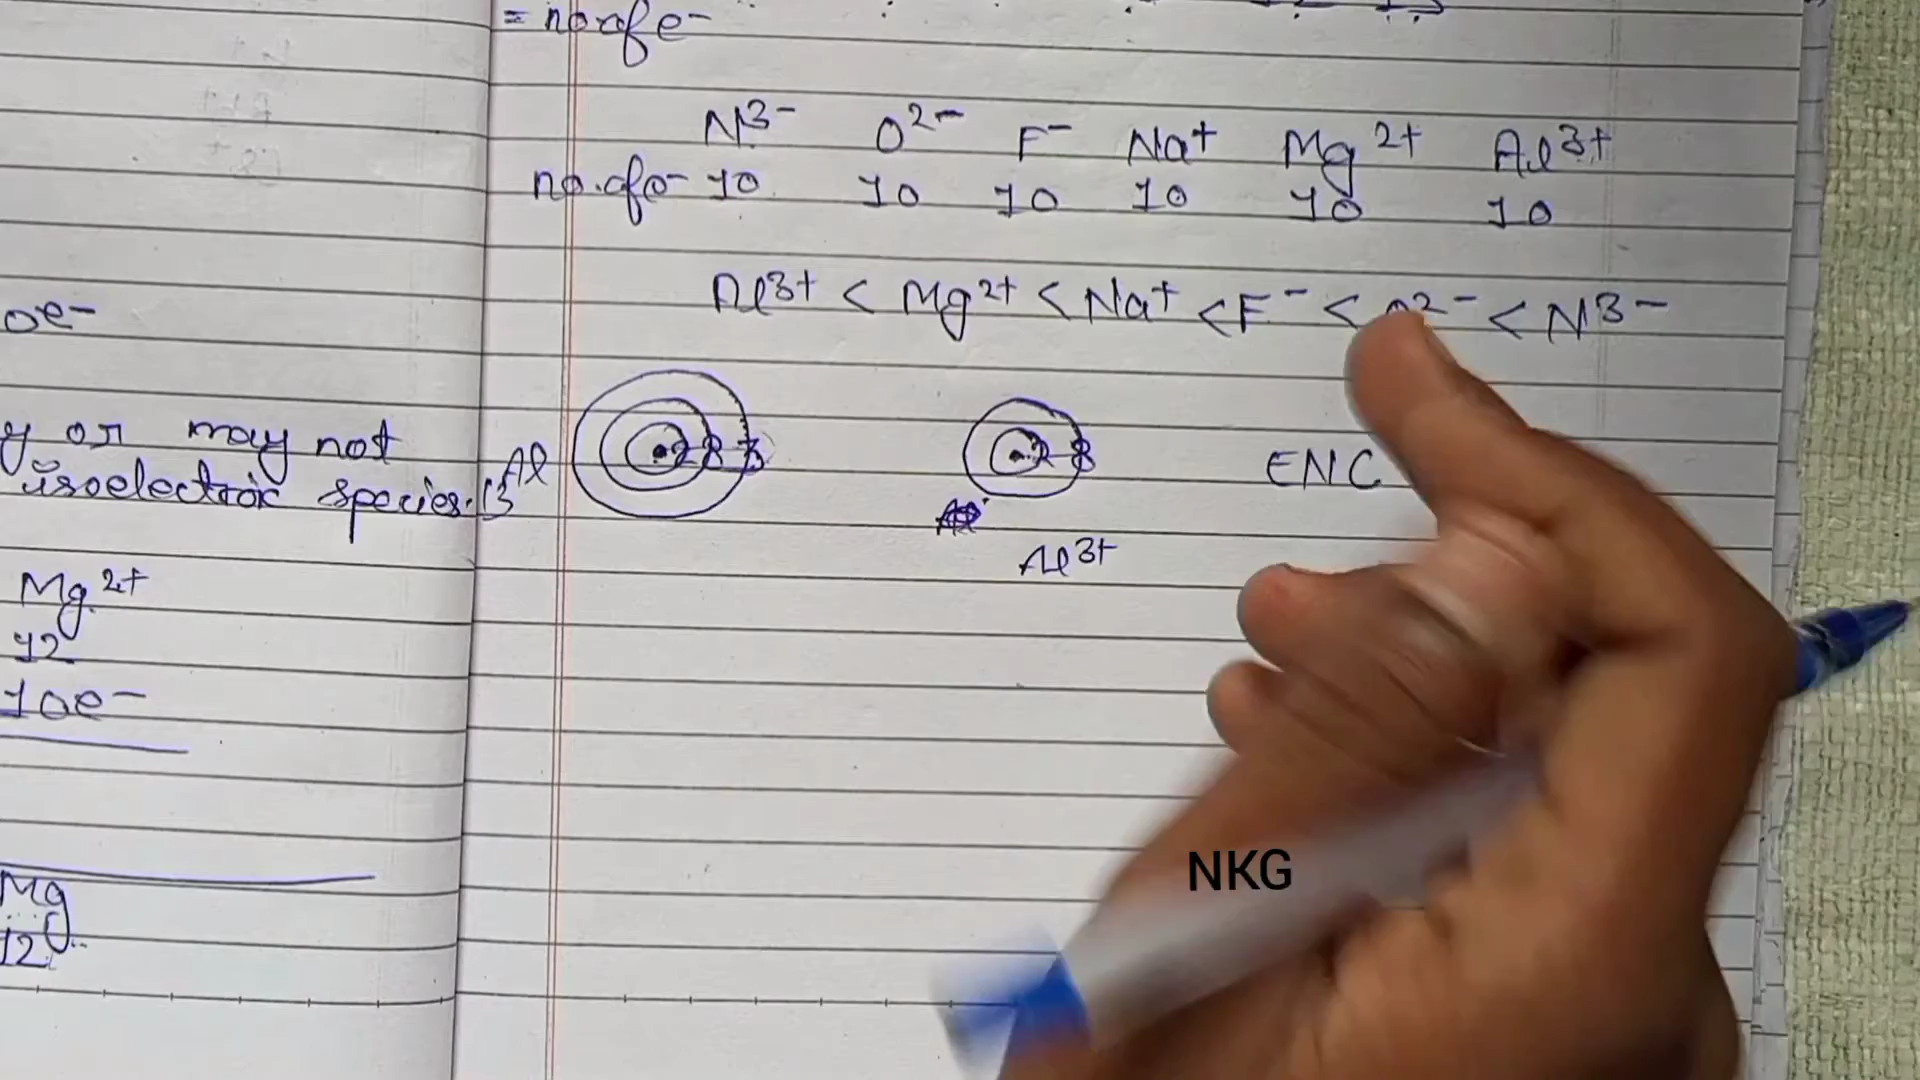 = no of e-
N3- O2- F- Na+ Mg2+ Al3+
no. of e- 10 10 10 10 10 10
Al3+ < Mg2+ < Na+ < F- < O2- < N3-
oe-
y or may not
isoelectric species.
13 Al 2 8 3
2 8
Al3+
ENC
Mg2+
12
10e-
Mg
12
NKG